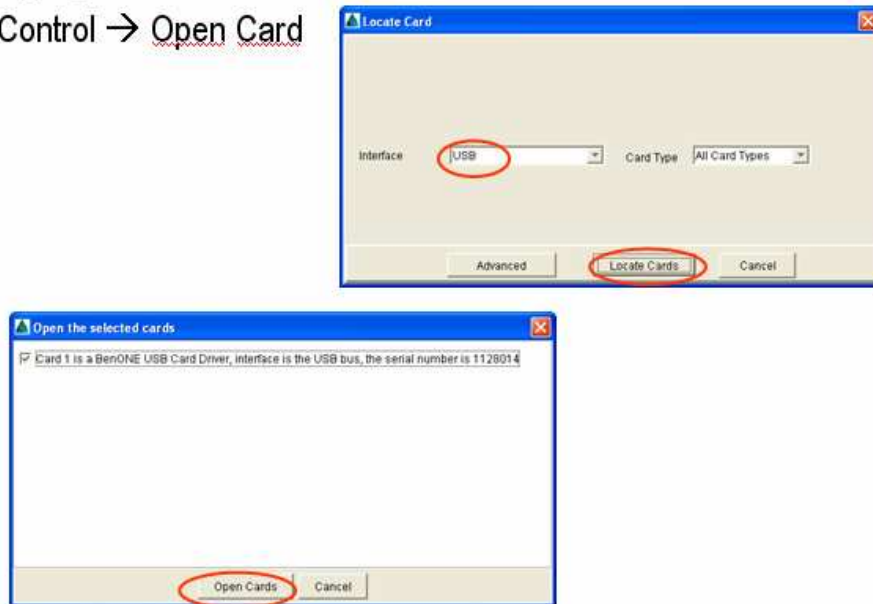 Control → Open Card
Locate Card
Interface
USB
Card Type
All Card Types
Advanced
Locate Cards
Cancel
Open the selected cards
Card 1 is a BenONE USB Card Driver, interface is the USB bus, the serial number is 1128014
Open Cards
Cancel